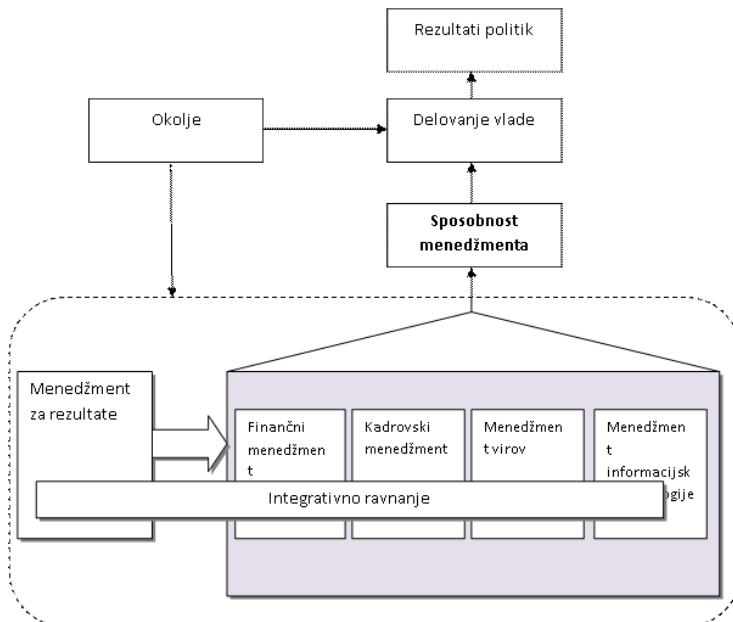 Rezultati politik
Okolje
Delovanje vlade
Sposobnost
menedžmenta
Menedžment
za rezultate
Finančni
menedžmen
t
Kadrovski
menedžment
Menedžmen
t virov
Menedžmen
t
informacijsk
ogije
Integrativno ravnanje